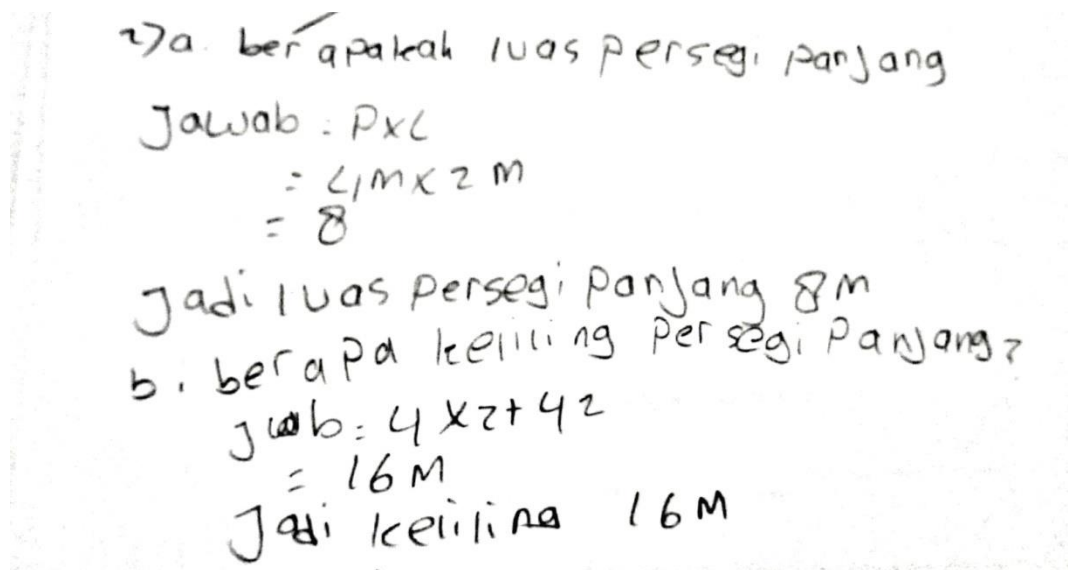 2) a. berapakah luas persegi panjang
Jawab : PxL
= 4m x 2 m
= 8
Jadi luas persegi panjang 8m
b. berapa keliling persegi Panjang?
jwab : 4 x 2 + 4 2
= 16 M
Jadi keliling 16 M